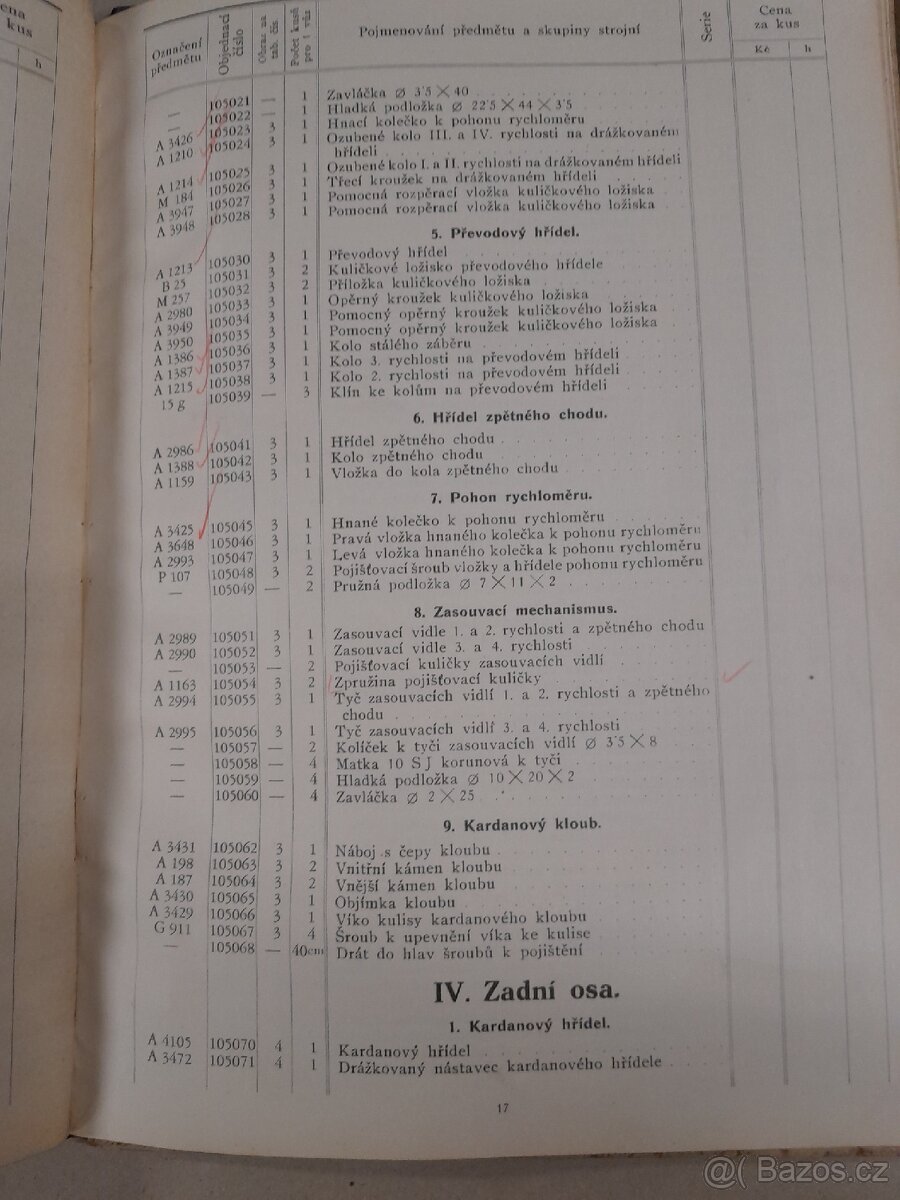 ena
kus
h
Označení předmětu | Objednací číslo | Obraz na tab. čís. | Počet kusů pro 1 vůz | Pojmenování předmětu a skupiny strojní | Serie | Cena za kus
Kč | h
— 105021 — 1 Zavláčka ⌀ 3˙5 × 40
— 105022 — 1 Hladká podložka ⌀ 22˙5 × 44 × 3˙5
A 3426 105023 3 1 Hnací kolečko k pohonu rychloměru
A 1210 105024 3 1 Ozubené kolo III. a IV. rychlosti na drážkovaném
hřídeli
A 1214 105025 3 1 Ozubené kolo I. a II. rychlosti na drážkovaném hřídeli
M 184 105026 3 1 Třecí kroužek na drážkovaném hřídeli
A 3947 105027 3 1 Pomocná rozpěrací vložka kuličkového ložiska
A 3948 105028 3 1 Pomocná rozpěrací vložka kuličkového ložiska
5. Převodový hřídel.
A 1213 105030 3 1 Převodový hřídel
B 25 105031 3 2 Kuličkové ložisko převodového hřídele
M 257 105032 3 2 Příložka kuličkového ložiska
A 2980 105033 3 1 Opěrný kroužek kuličkového ložiska
A 3949 105034 3 1 Pomocný opěrný kroužek kuličkového ložiska
A 3950 105035 3 1 Pomocný opěrný kroužek kuličkového ložiska
A 1386 105036 3 1 Kolo stálého záběru
A 1387 105037 3 1 Kolo 3. rychlosti na převodovém hřídeli
A 1215 105038 3 1 Kolo 2. rychlosti na převodovém hřídeli
15 g 105039 — 3 Klín ke kolům na převodovém hřídeli
6. Hřídel zpětného chodu.
A 2986 105041 3 1 Hřídel zpětného chodu
A 1388 105042 3 1 Kolo zpětného chodu
A 1159 105043 3 1 Vložka do kola zpětného chodu
7. Pohon rychloměru.
A 3425 105045 3 1 Hnané kolečko k pohonu rychloměru
A 3648 105046 3 1 Pravá vložka hnaného kolečka k pohonu rychloměru
A 2993 105047 3 1 Levá vložka hnaného kolečka k pohonu rychloměru
P 107 105048 3 2 Pojišťovací šroub vložky a hřídele pohonu rychloměru
— 105049 — 2 Pružná podložka ⌀ 7 × 11 × 2
8. Zasouvací mechanismus.
A 2989 105051 3 1 Zasouvací vidle 1. a 2. rychlosti a zpětného chodu
A 2990 105052 3 1 Zasouvací vidle 3. a 4. rychlosti
— 105053 — 2 Pojišťovací kuličky zasouvacích vidlí
A 1163 105054 3 2 Zpružina pojišťovací kuličky
A 2994 105055 3 1 Tyč zasouvacích vidlí 1. a 2. rychlosti a zpětného
chodu
A 2995 105056 3 1 Tyč zasouvacích vidlí 3. a 4. rychlosti
— 105057 — 2 Kolíček k tyči zasouvacích vidlí ⌀ 3˙5 × 8
— 105058 — 4 Matka 10 S J korunová k tyči
— 105059 — 4 Hladká podložka ⌀ 10 × 20 × 2
— 105060 — 4 Zavláčka ⌀ 2 × 25
9. Kardanový kloub.
A 3431 105062 3 1 Náboj s čepy kloubu
A 198 105063 3 2 Vnitřní kámen kloubu
A 187 105064 3 2 Vnější kámen kloubu
A 3430 105065 3 1 Objímka kloubu
A 3429 105066 3 1 Víko kulisy kardanového kloubu
G 911 105067 3 4 Šroub k upevnění víka ke kulise
— 105068 — 40cm Drát do hlav šroubů k pojištění
IV. Zadní osa.
1. Kardanový hřídel.
A 4105 105070 4 1 Kardanový hřídel
A 3472 105071 4 1 Drážkovaný nástavec kardanového hřídele
17
@( Bazos.cz